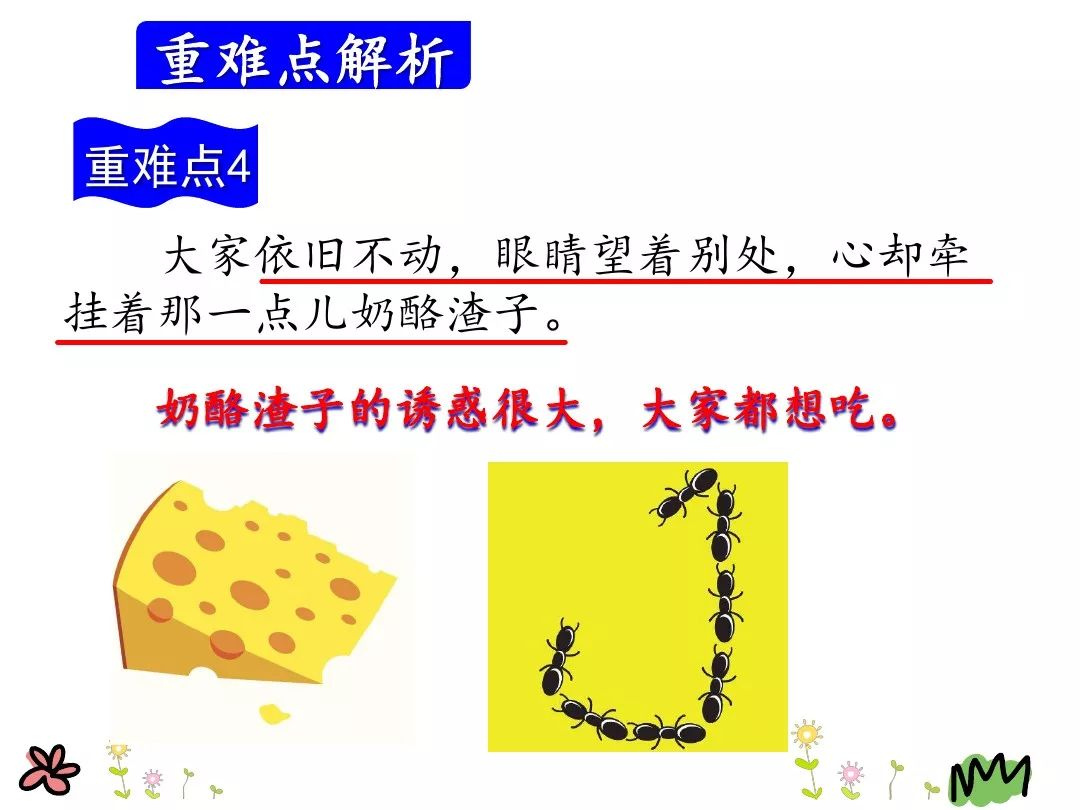 重难点解析
重难点4
大家依旧不动，眼睛望着别处，心却牵
挂着那一点儿奶酪渣子。
奶酪渣子的诱惑很大，大家都想吃。